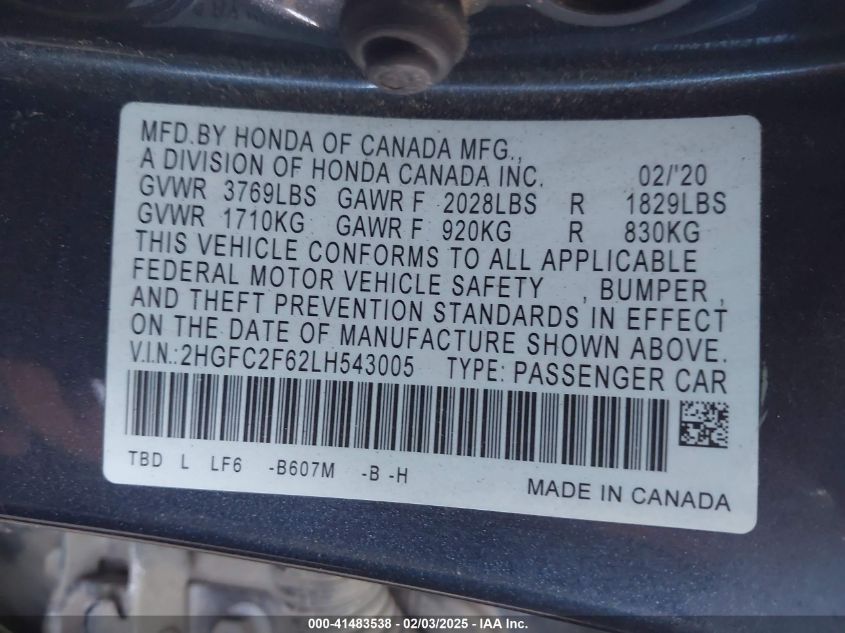 MFD.BY HONDA OF CANADA MFG.,
A DIVISION OF HONDA CANADA INC. 02/'20
GVWR 3769LBS GAWR F 2028LBS R 1829LBS
GVWR 1710KG GAWR F 920KG R 830KG
THIS VEHICLE CONFORMS TO ALL APPLICABLE
FEDERAL MOTOR VEHICLE SAFETY , BUMPER ,
AND THEFT PREVENTION STANDARDS IN EFFECT
ON THE DATE OF MANUFACTURE SHOWN ABOVE.
V.I.N.:2HGFC2F62LH543005 TYPE: PASSENGER CAR
TBD L LF6 -B607M -B -H
MADE IN CANADA
000-41483538 - 02/03/2025 - IAA Inc.